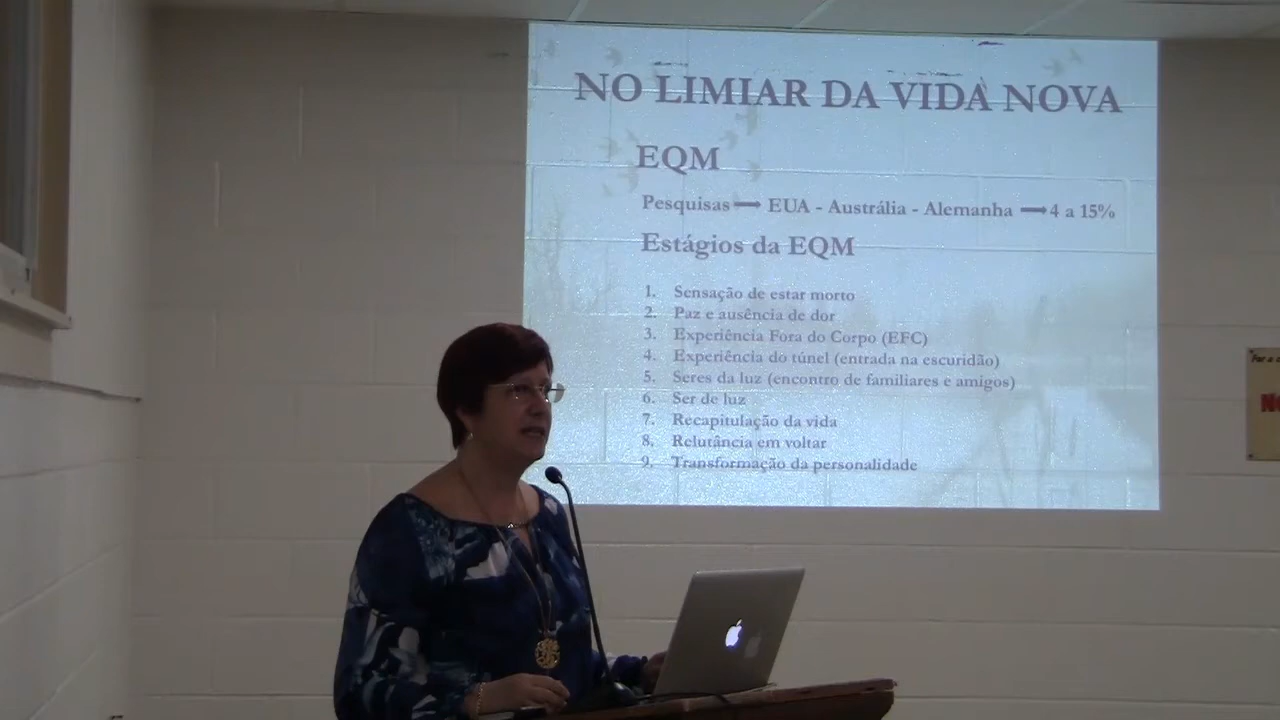 NO LIMIAR DA VIDA NOVA
EQM
Pesquisas ⟶ EUA - Austrália - Alemanha ⟶ 4 a 15%
Estágios da EQM
1. Sensação de estar morto
2. Paz e ausência de dor
3. Experiência Fora do Corpo (EFC)
4. Experiência do túnel (entrada na escuridão)
5. Seres da luz (encontro de familiares e amigos)
6. Ser de luz
7. Recapitulação da vida
8. Relutância em voltar
9. Transformação da personalidade